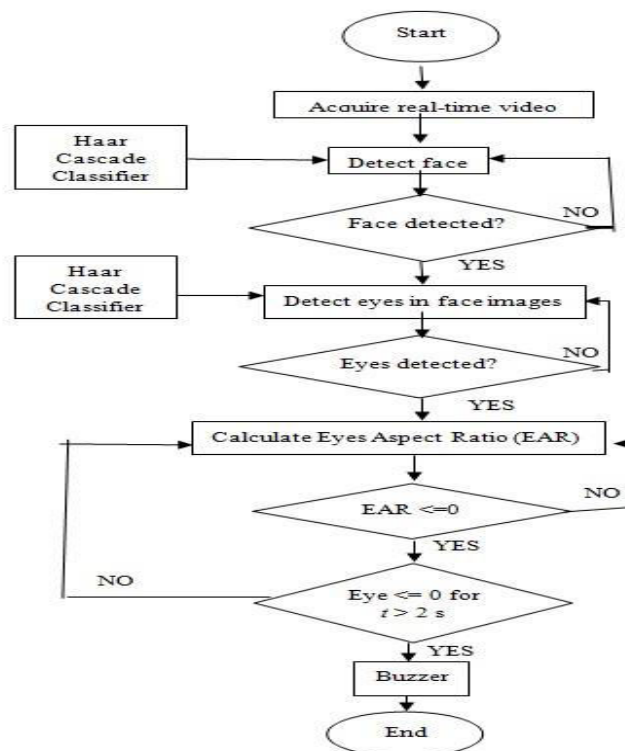 Start
Acquire real-time video
Haar
Cascade
Classifier
Detect face
Face detected?
NO
YES
Haar
Cascade
Classifier
Detect eyes in face images
Eyes detected?
NO
YES
Calculate Eyes Aspect Ratio (EAR)
EAR <=0
NO
YES
NO
Eye <= 0 for
t > 2 s
YES
Buzzer
End